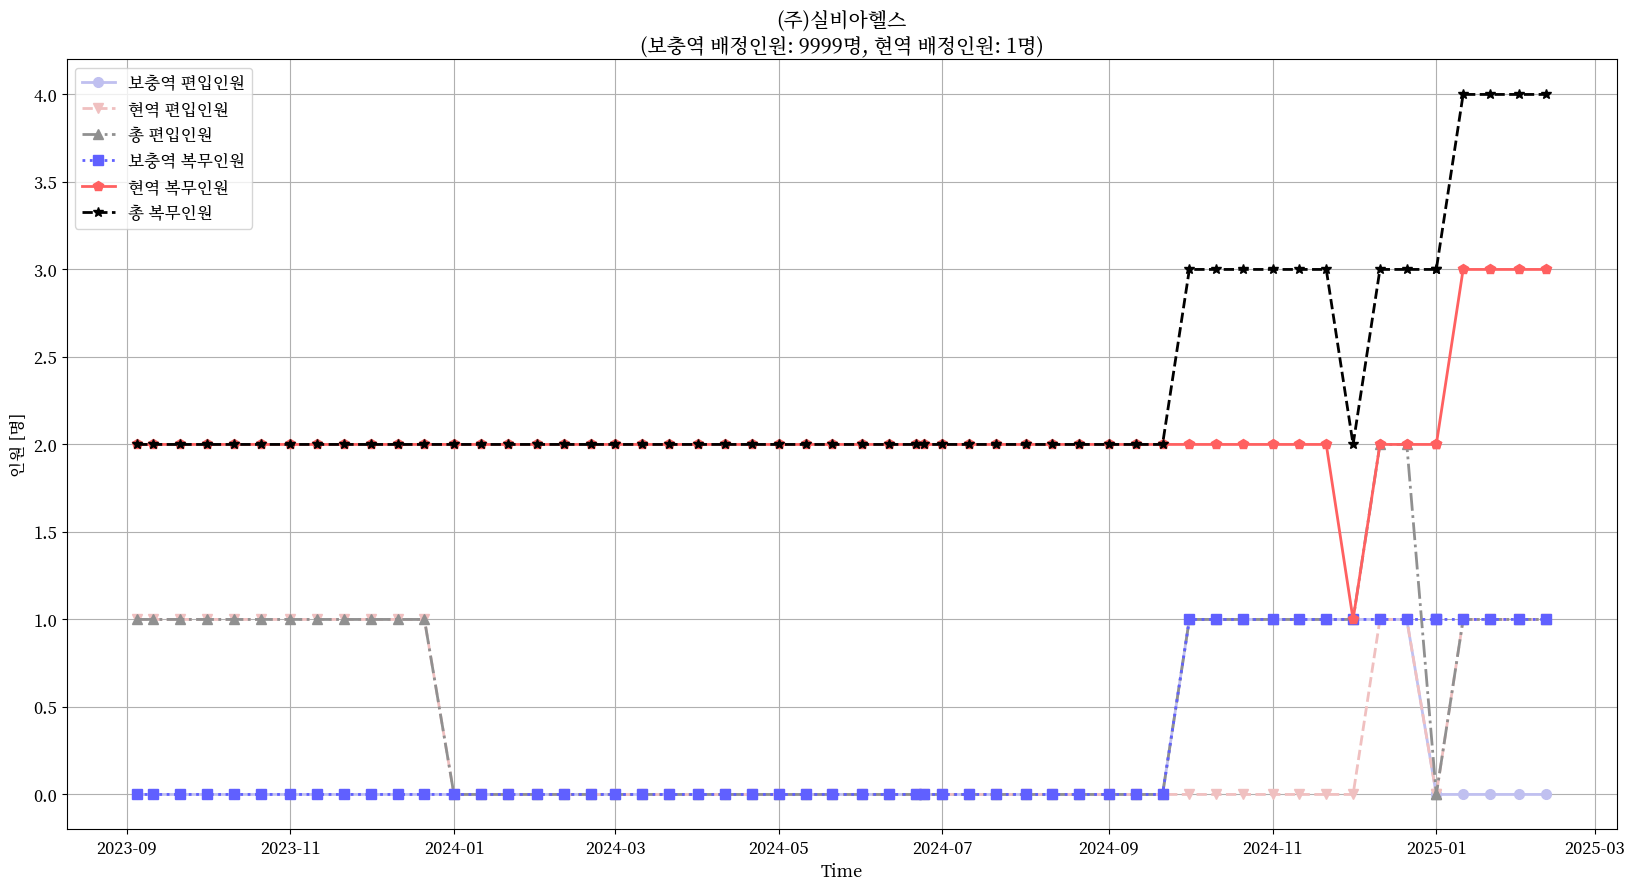 (주)실비아헬스
(보충역 배정인원: 9999명, 현역 배정인원: 1명)
보충역 편입인원
현역 편입인원
총 편입인원
보충역 복무인원
현역 복무인원
총 복무인원
4.0
3.5
3.0
2.5
2.0
1.5
1.0
0.5
0.0
인원 [명]
2023-09 2023-11 2024-01 2024-03 2024-05 2024-07 2024-09 2024-11 2025-01 2025-03
Time